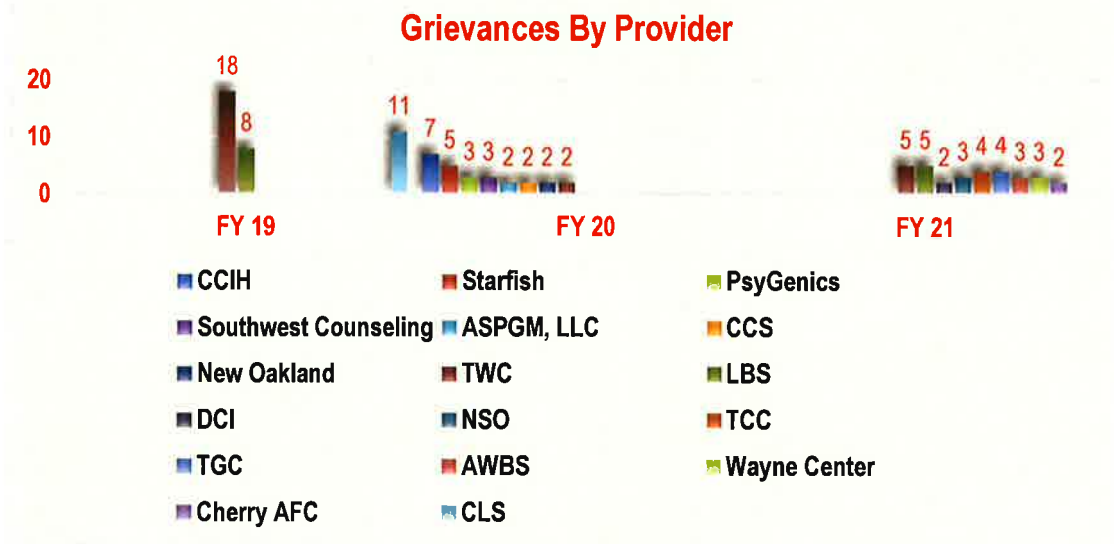 Grievances By Provider
20
10
0
18
8
11
7
5
3
3
2
2
2
2
5
5
2
3
4
4
3
3
2
FY 19
FY 20
FY 21
CCIH
Starfish
PsyGenics
Southwest Counseling
ASPGM, LLC
CCS
New Oakland
TWC
LBS
DCI
NSO
TCC
TGC
AWBS
Wayne Center
Cherry AFC
CLS